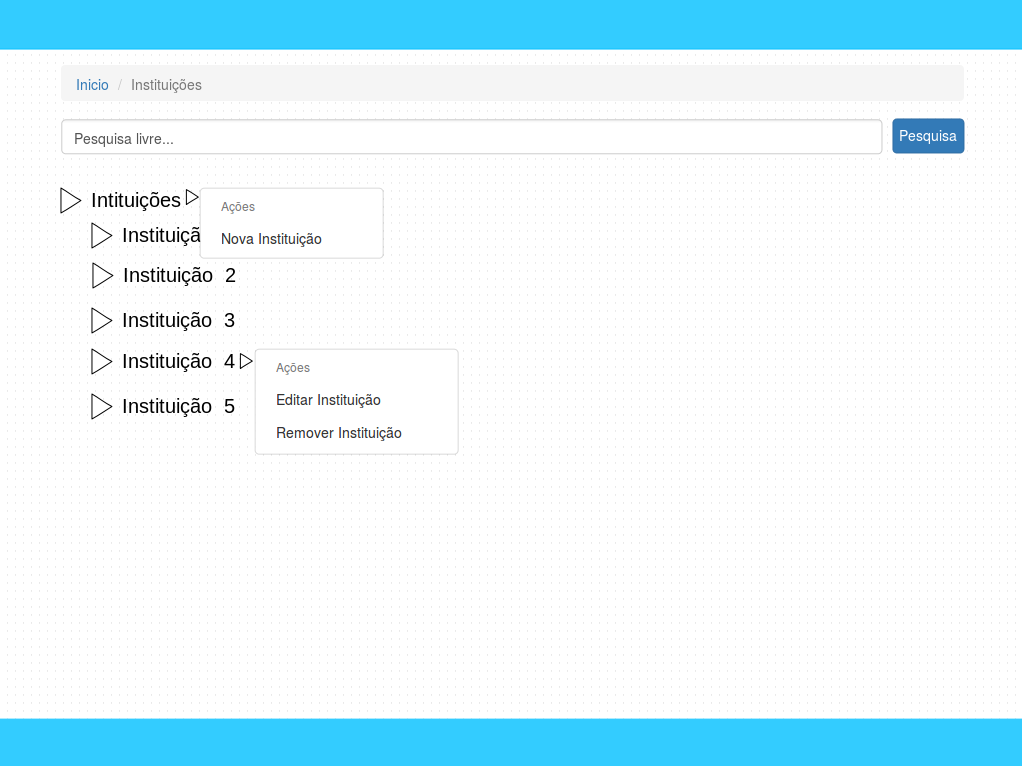 Inicio / Instituições
Pesquisa livre...
Pesquisa
Intituições
Ações
Instituiçã
Nova Instituição
Instituição 2
Instituição 3
Instituição 4
Ações
Editar Instituição
Instituição 5
Remover Instituição